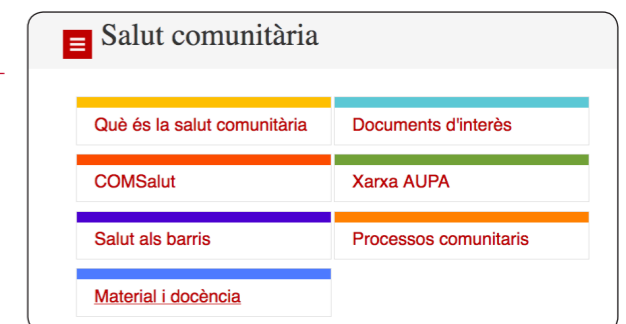 Salut comunitària
Què és la salut comunitària
Documents d'interès
COMSalut
Xarxa AUPA
Salut als barris
Processos comunitaris
Material i docència